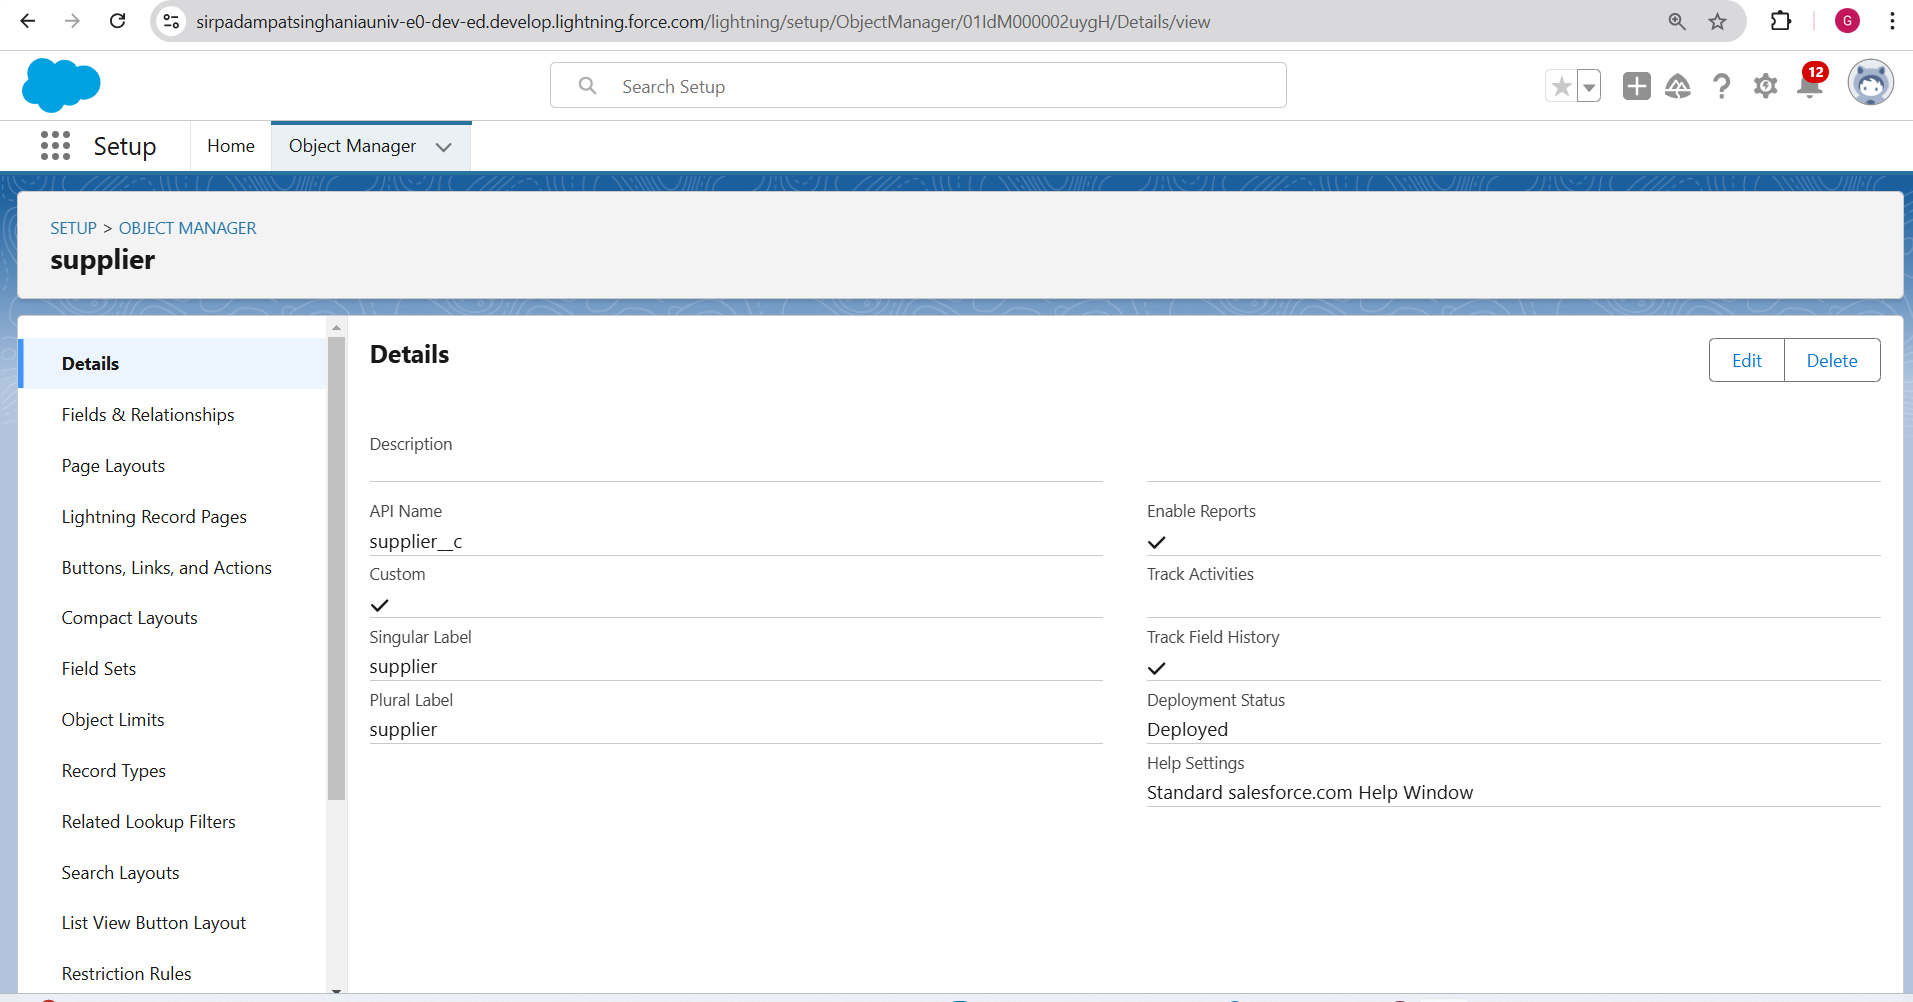 sirpadampatsinghaniauniv-e0-dev-ed.develop.lightning.force.com/lightning/setup/ObjectManager/01IdM000002uygH/Details/view
G
Search Setup
12
Setup
Home
Object Manager
SETUP > OBJECT MANAGER
supplier
Details
Fields & Relationships
Page Layouts
Lightning Record Pages
Buttons, Links, and Actions
Compact Layouts
Field Sets
Object Limits
Record Types
Related Lookup Filters
Search Layouts
List View Button Layout
Restriction Rules
Details
Edit
Delete
Description
API Name
supplier__c
Custom
Singular Label
supplier
Plural Label
supplier
Enable Reports
Track Activities
Track Field History
Deployment Status
Deployed
Help Settings
Standard salesforce.com Help Window